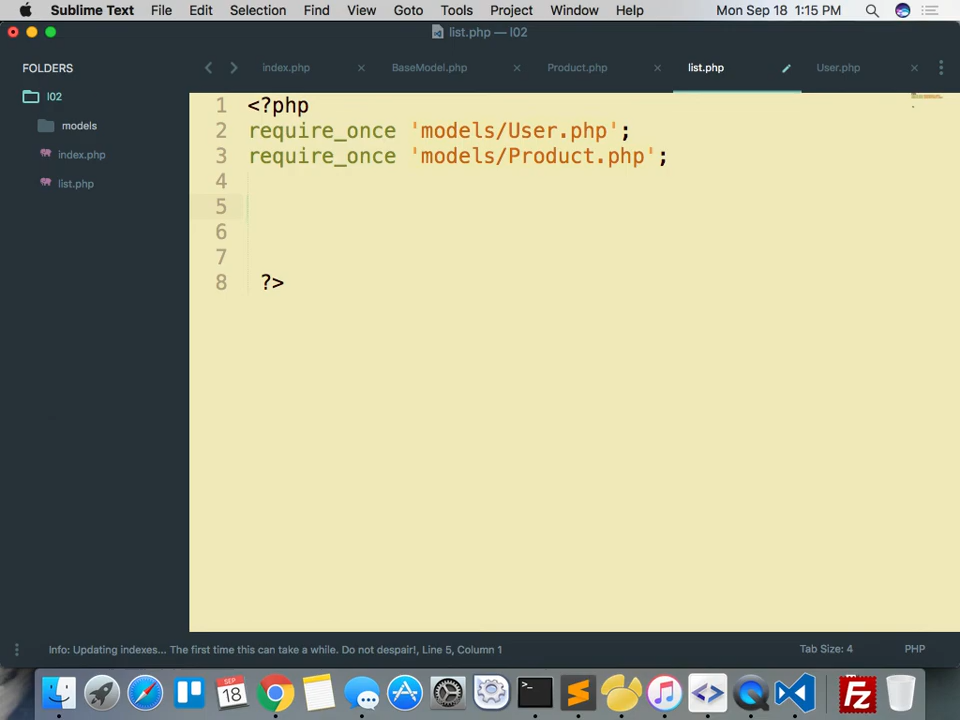 Sublime Text File Edit Selection Find View Goto Tools Project Window Help Mon Sep 18 1:15 PM
list.php — l02
FOLDERS
l02
models
index.php
list.php
index.php × BaseModel.php × Product.php × list.php User.php ×
1 <?php
2 require_once 'models/User.php';
3 require_once 'models/Product.php';
4
5
6
7
8 ?>
Info: Updating indexes... The first time this can take a while. Do not despair!, Line 5, Column 1 Tab Size: 4 PHP
SEP
18
>_
Fz